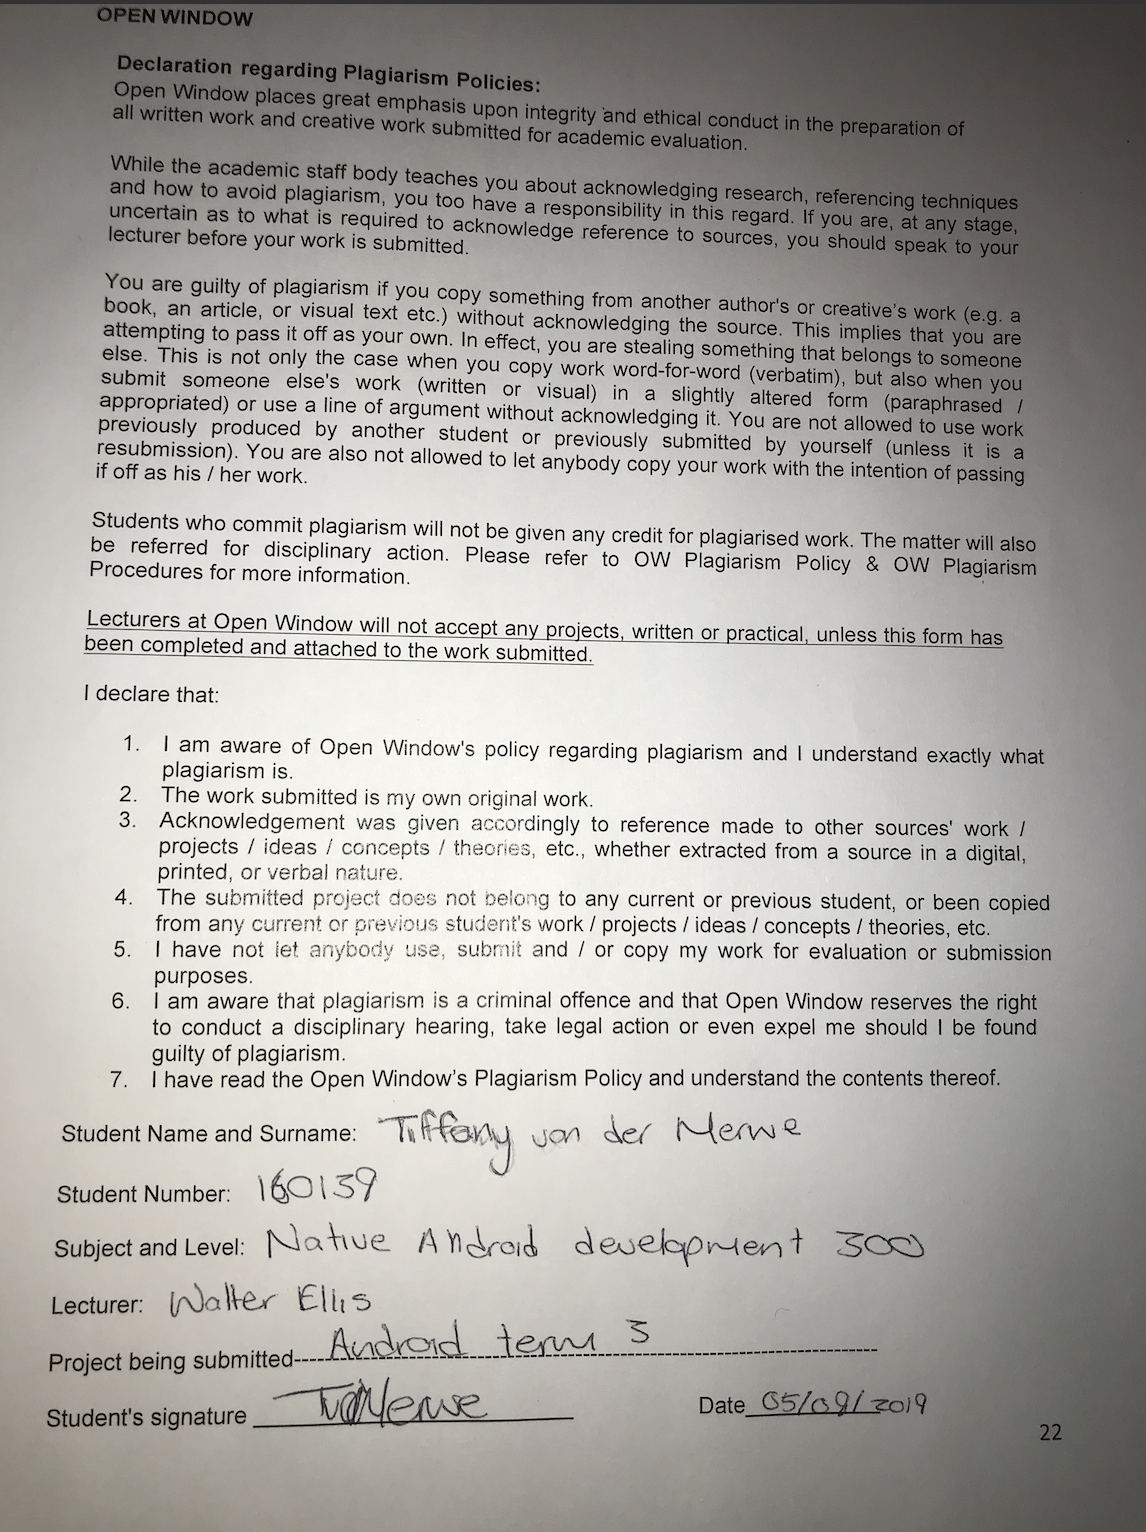 OPEN WINDOW
Declaration regarding Plagiarism Policies:
Open Window places great emphasis upon integrity and ethical conduct in the preparation of
all written work and creative work submitted for academic evaluation.
While the academic staff body teaches you about acknowledging research, referencing techniques
and how to avoid plagiarism, you too have a responsibility in this regard. If you are, at any stage,
uncertain as to what is required to acknowledge reference to sources, you should speak to your
lecturer before your work is submitted.
You are guilty of plagiarism if you copy something from another author's or creative's work (e.g. a
book, an article, or visual text etc.) without acknowledging the source. This implies that you are
attempting to pass it off as your own. In effect, you are stealing something that belongs to someone
else. This is not only the case when you copy work word-for-word (verbatim), but also when you
submit someone else's work (written or visual) in a slightly altered form (paraphrased /
appropriated) or use a line of argument without acknowledging it. You are not allowed to use work
previously produced by another student or previously submitted by yourself (unless it is a
resubmission). You are also not allowed to let anybody copy your work with the intention of passing
if off as his / her work.
Students who commit plagiarism will not be given any credit for plagiarised work. The matter will also
be referred for disciplinary action. Please refer to OW Plagiarism Policy & OW Plagiarism
Procedures for more information.
Lecturers at Open Window will not accept any projects, written or practical, unless this form has
been completed and attached to the work submitted.
I declare that:
1. I am aware of Open Window's policy regarding plagiarism and I understand exactly what
plagiarism is.
2. The work submitted is my own original work.
3. Acknowledgement was given accordingly to reference made to other sources' work /
projects / ideas / concepts / theories, etc., whether extracted from a source in a digital,
printed, or verbal nature.
4. The submitted project does not belong to any current or previous student, or been copied
from any current or previous student's work / projects / ideas / concepts / theories, etc.
5. I have not let anybody use, submit and / or copy my work for evaluation or submission
purposes.
6. I am aware that plagiarism is a criminal offence and that Open Window reserves the right
to conduct a disciplinary hearing, take legal action or even expel me should I be found
guilty of plagiarism.
7. I have read the Open Window's Plagiarism Policy and understand the contents thereof.
Student Name and Surname: Tiffany van der Merwe
Student Number: 160139
Subject and Level: Native Android development 300
Lecturer: Walter Ellis
Project being submitted Android term 3
Student's signature TvdMerwe Date 05/09/2019
22